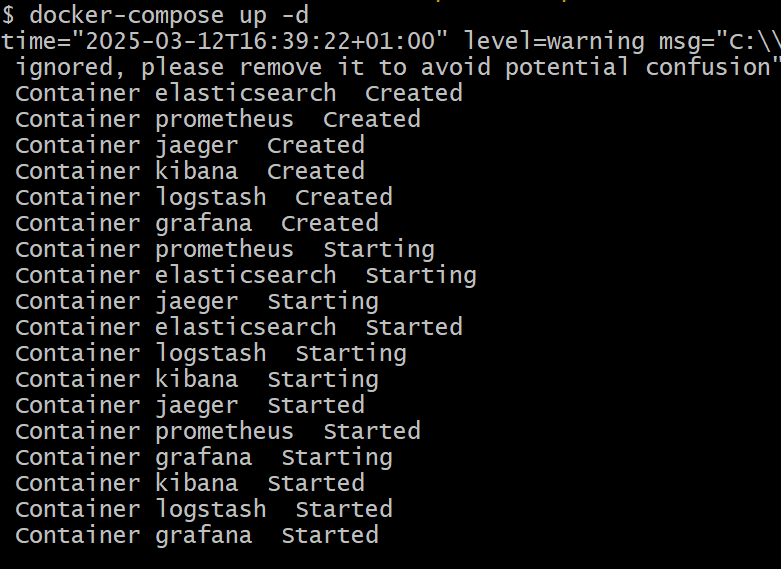 $ docker-compose up -d
time="2025-03-12T16:39:22+01:00" level=warning msg="C:\\
ignored, please remove it to avoid potential confusion"
Container elasticsearch  Created
Container prometheus  Created
Container jaeger  Created
Container kibana  Created
Container logstash  Created
Container grafana  Created
Container prometheus  Starting
Container elasticsearch  Starting
Container jaeger  Starting
Container elasticsearch  Started
Container logstash  Starting
Container kibana  Starting
Container jaeger  Started
Container prometheus  Started
Container grafana  Starting
Container kibana  Started
Container logstash  Started
Container grafana  Started